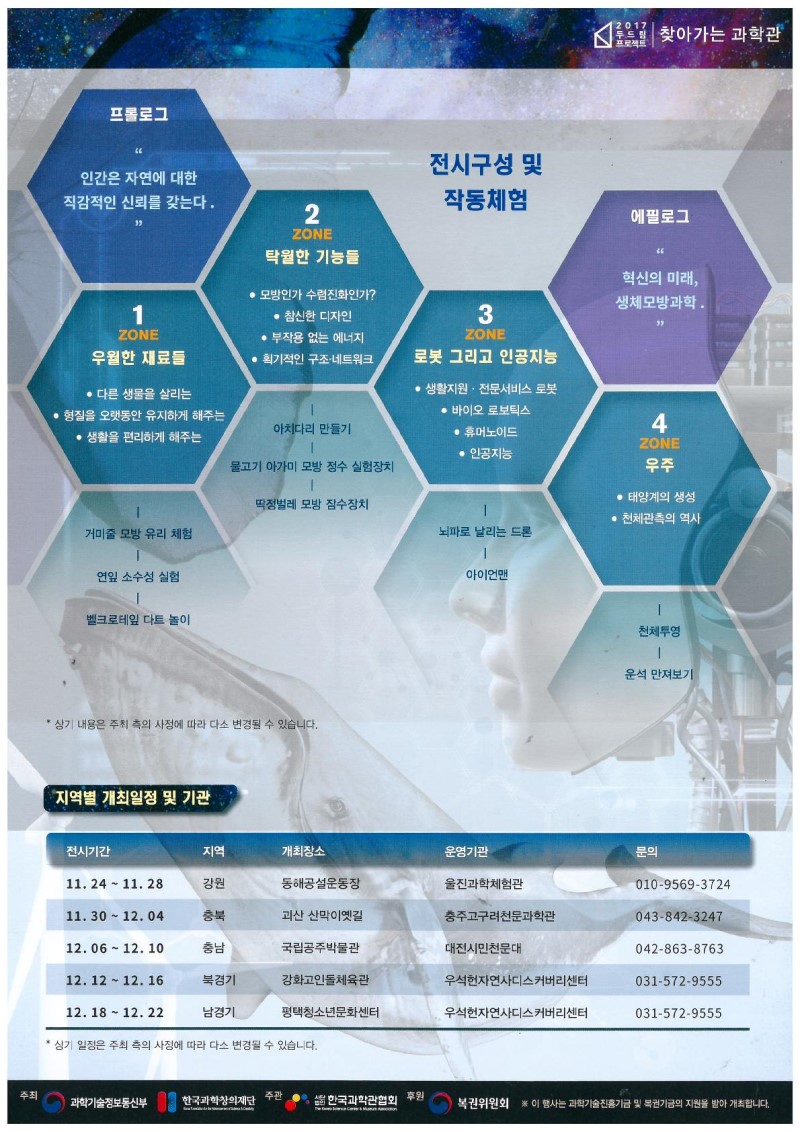 2017
두드림
프로젝트
찾아가는 과학관
전시구성 및
작동체험
프롤로그
“
인간은 자연에 대한
직감적인 신뢰를 갖는다 .
”
1
ZONE
우월한 재료들
• 다른 생물을 살리는
• 형질을 오랫동안 유지하게 해주는
• 생활을 편리하게 해주는
거미줄 모방 유리 체험
연잎 소수성 실험
벨크로테잎 다트 놀이
2
ZONE
탁월한 기능들
• 모방인가 수렴진화인가?
• 참신한 디자인
• 부작용 없는 에너지
• 획기적인 구조·네트워크
아치다리 만들기
물고기 아가미 모방 정수 실험장치
딱정벌레 모방 집수장치
3
ZONE
로봇 그리고 인공지능
• 생활지원 · 전문서비스 로봇
• 바이오 로보틱스
• 휴머노이드
• 인공지능
뇌파로 날리는 드론
아이언맨
4
ZONE
우주
• 태양계의 생성
• 천체관측의 역사
천체투영
운석 만져보기
에필로그
“
혁신의 미래,
생체모방과학 .
”
* 상기 내용은 주최 측의 사정에 따라 다소 변경될 수 있습니다.
지역별 개최일정 및 기관
전시기간 지역 개최장소 운영기관 문의
11. 24 ~ 11. 28 강원 동해공설운동장 울진과학체험관 010-9569-3724
11. 30 ~ 12. 04 충북 괴산 산막이옛길 충주고구려천문과학관 043-842-3247
12. 06 ~ 12. 10 충남 국립공주박물관 대전시민천문대 042-863-8763
12. 12 ~ 12. 16 북경기 강화고인돌체육관 우석헌자연사디스커버리센터 031-572-9555
12. 18 ~ 12. 22 남경기 평택청소년문화센터 우석헌자연사디스커버리센터 031-572-9555
* 상기 일정은 주최 측의 사정에 따라 다소 변경될 수 있습니다.
주최 과학기술정보통신부 한국과학창의재단 주관 사단법인 한국과학관협회 후원 복권위원회 ※ 이 행사는 과학기술진흥기금 및 복권기금의 지원을 받아 개최합니다.